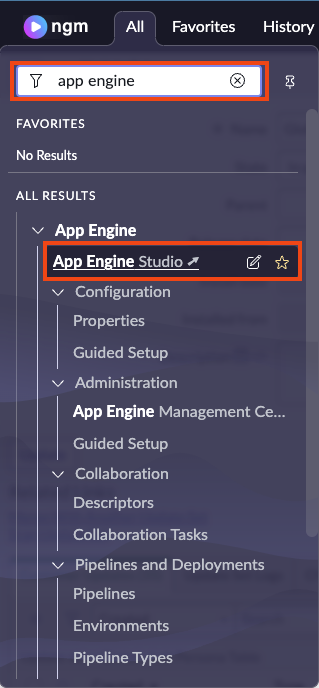 ngm
All Favorites History
app engine
FAVORITES
No Results
ALL RESULTS
App Engine
App Engine Studio
Configuration
Properties
Guided Setup
Administration
App Engine Management Ce...
Guided Setup
Collaboration
Descriptors
Collaboration Tasks
Pipelines and Deployments
Pipelines
Environments
Pipeline Types